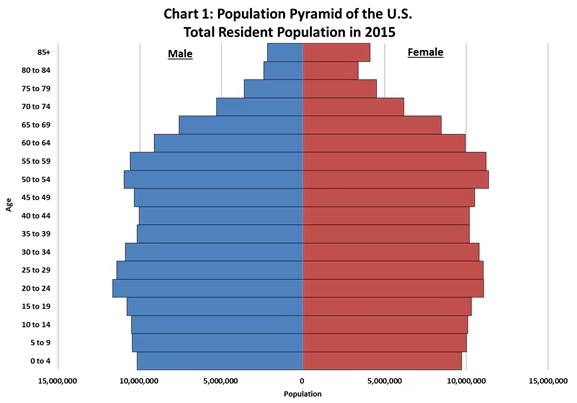 Chart 1: Population Pyramid of the U.S.
Total Resident Population in 2015
Male
Female
85+
80 to 84
75 to 79
70 to 74
65 to 69
60 to 64
55 to 59
50 to 54
45 to 49
40 to 44
35 to 39
30 to 34
25 to 29
20 to 24
15 to 19
10 to 14
5 to 9
0 to 4
Age
15,000,000 10,000,000 5,000,000 0 5,000,000 10,000,000 15,000,000
Population